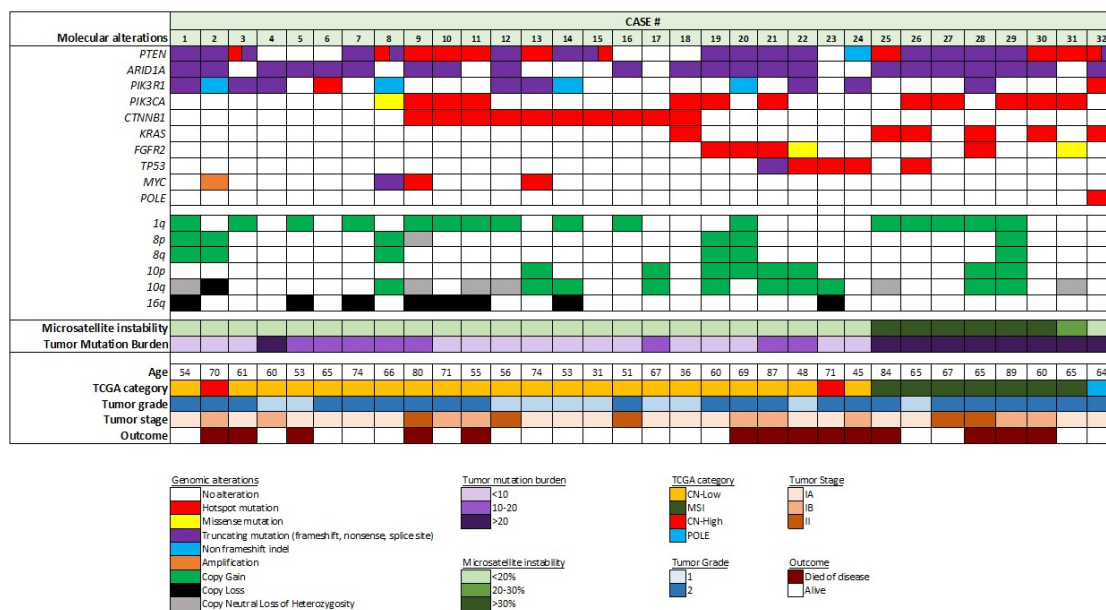 CASE #
Molecular alterations 1 2 3 4 5 6 7 8 9 10 11 12 13 14 15 16 17 18 19 20 21 22 23 24 25 26 27 28 29 30 31 32
PTEN
ARID1A
PIK3R1
PIK3CA
CTNNB1
KRAS
FGFR2
TP53
MYC
POLE
1q
8p
8q
10p
10q
16q
Microsatellite instability
Tumor Mutation Burden
Age 54 70 61 74 53 65 74 66 80 71 55 56 53 31 31 51 67 36 60 69 87 48 71 45 84 65 67 65 89 60 65 64
TCGA category
Tumor grade
Tumor stage
Outcome
Genomic alterations
No alteration
Hotspot mutation
Missense mutation
Truncating mutation (frameshift, nonsense, splice site)
Non frameshift indel
Amplification
Copy Gain
Copy Loss
Copy Neutral Loss of Heterozygosity
Tumor mutation burden
<10
10-20
>20
Microsatellite instability
<20%
20-30%
>30%
TCGA category
CN-Low
MSI
CN-High
POLE
Tumor Grade
1
2
Tumor Stage
IA
IB
II
Outcome
Died of disease
Alive